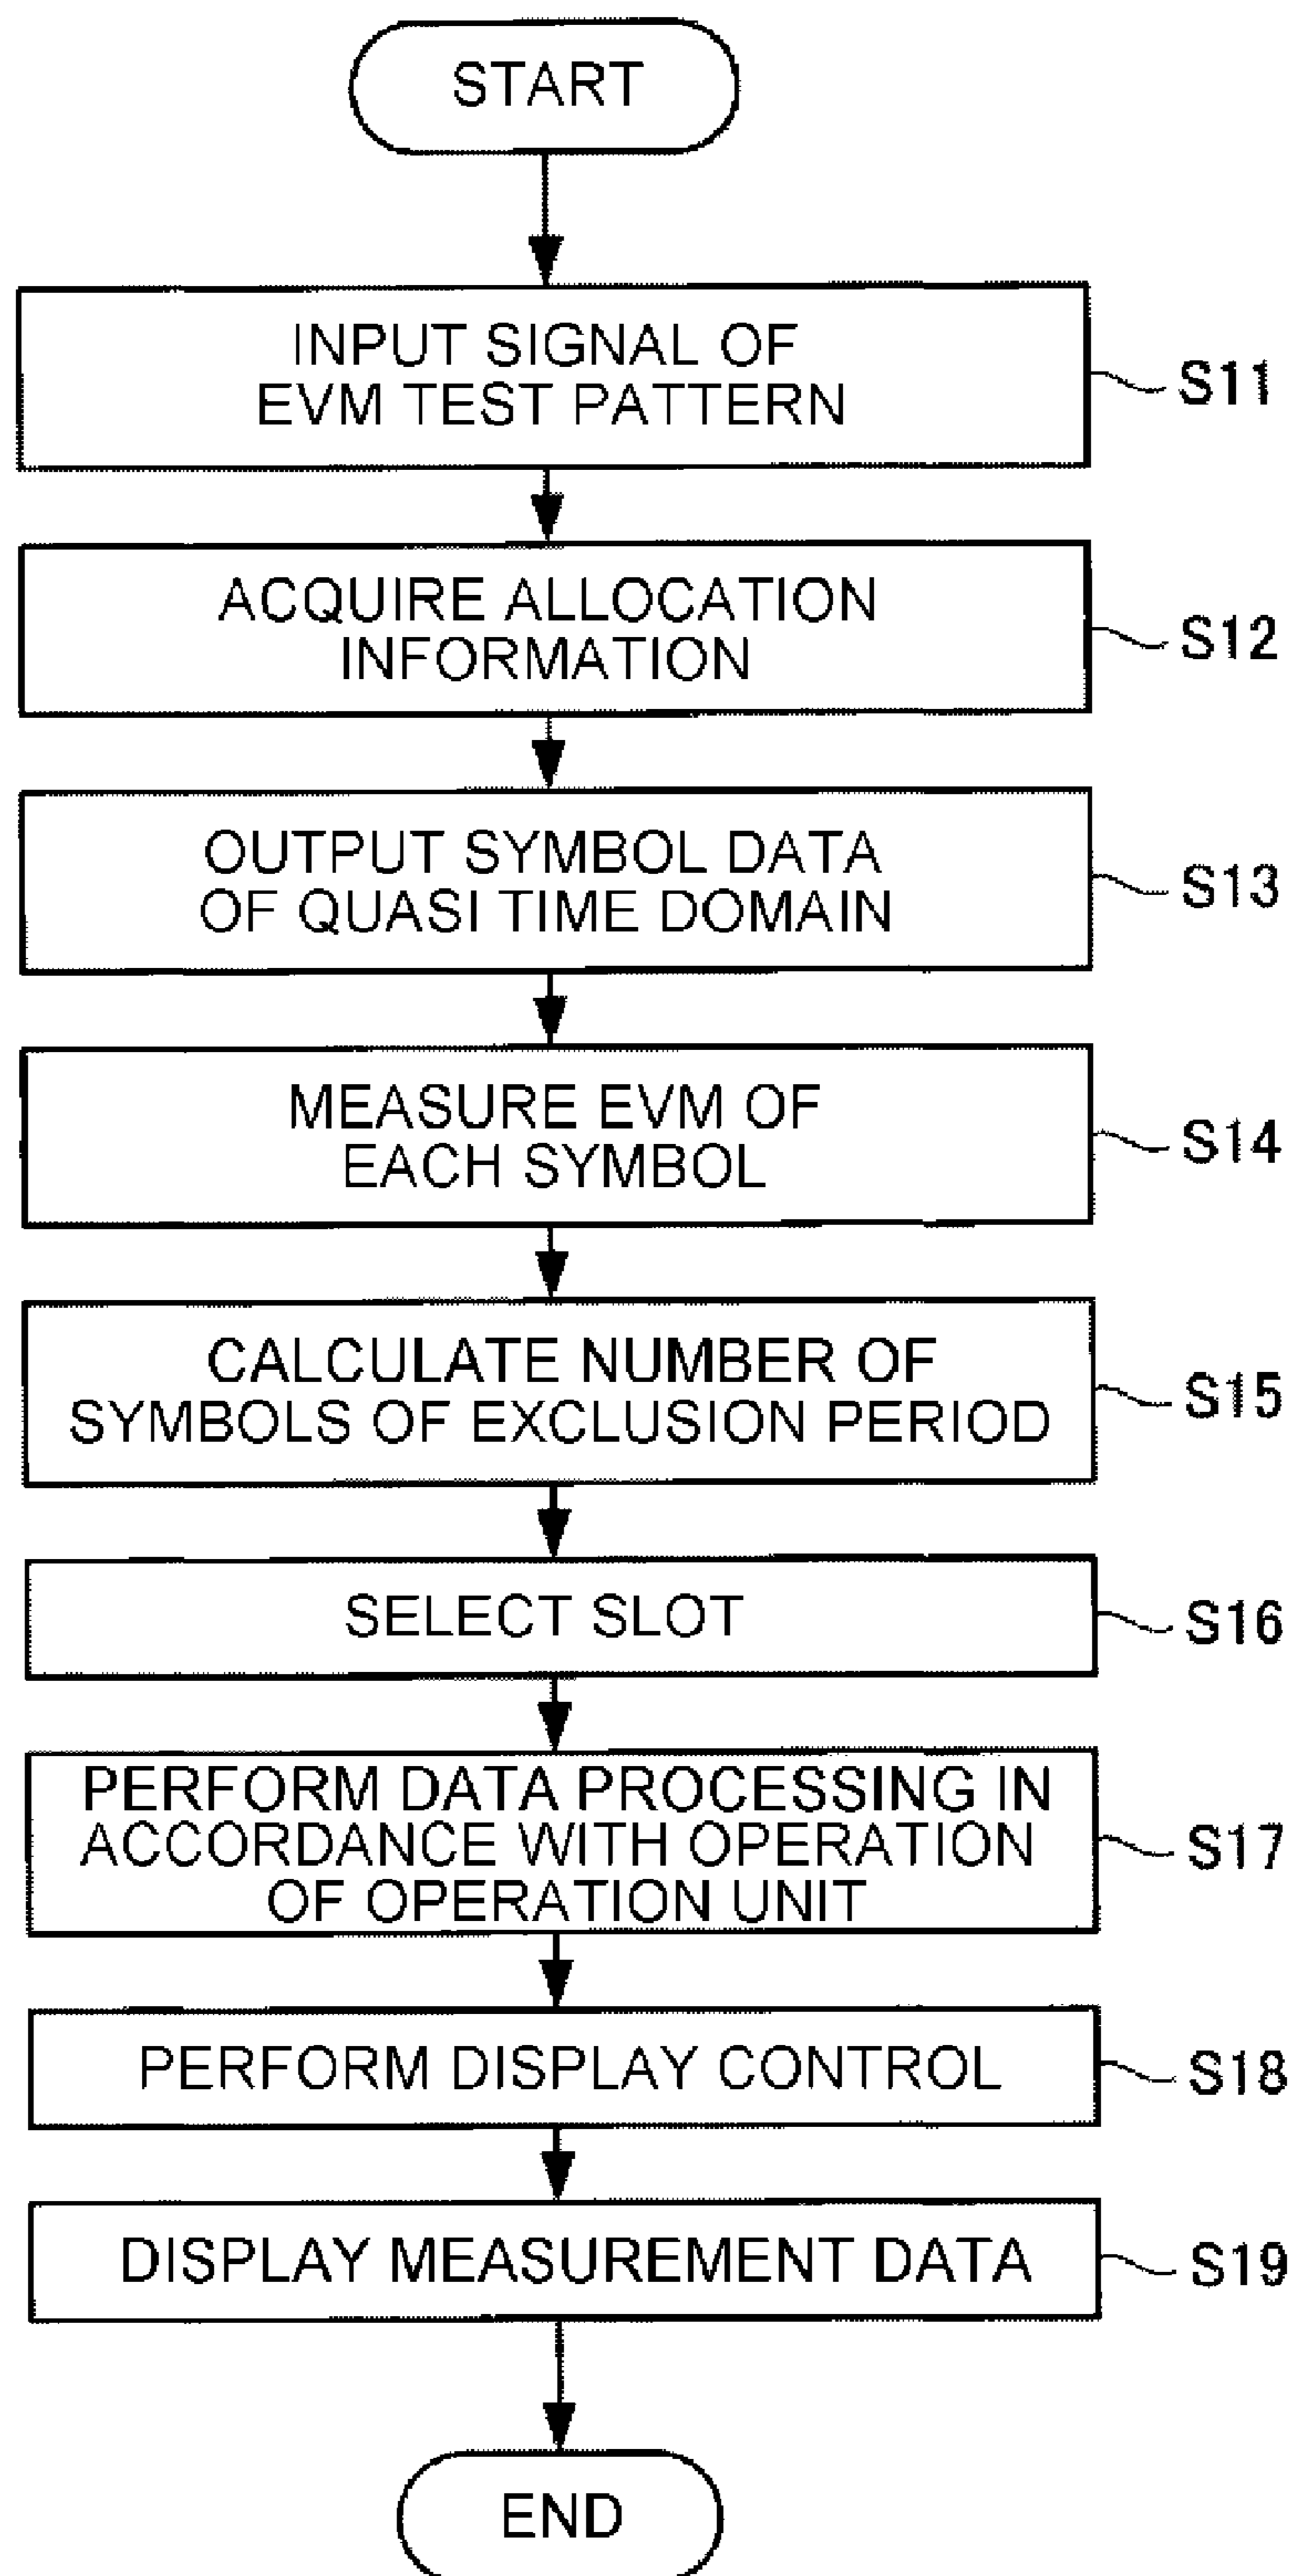 START
INPUT SIGNAL OF
EVM TEST PATTERN
S11
ACQUIRE ALLOCATION
INFORMATION
S12
OUTPUT SYMBOL DATA
OF QUASI TIME DOMAIN
S13
MEASURE EVM OF
EACH SYMBOL
S14
CALCULATE NUMBER OF
SYMBOLS OF EXCLUSION PERIOD
S15
SELECT SLOT
S16
PERFORM DATA PROCESSING IN
ACCORDANCE WITH OPERATION
OF OPERATION UNIT
S17
PERFORM DISPLAY CONTROL
S18
DISPLAY MEASUREMENT DATA
S19
END